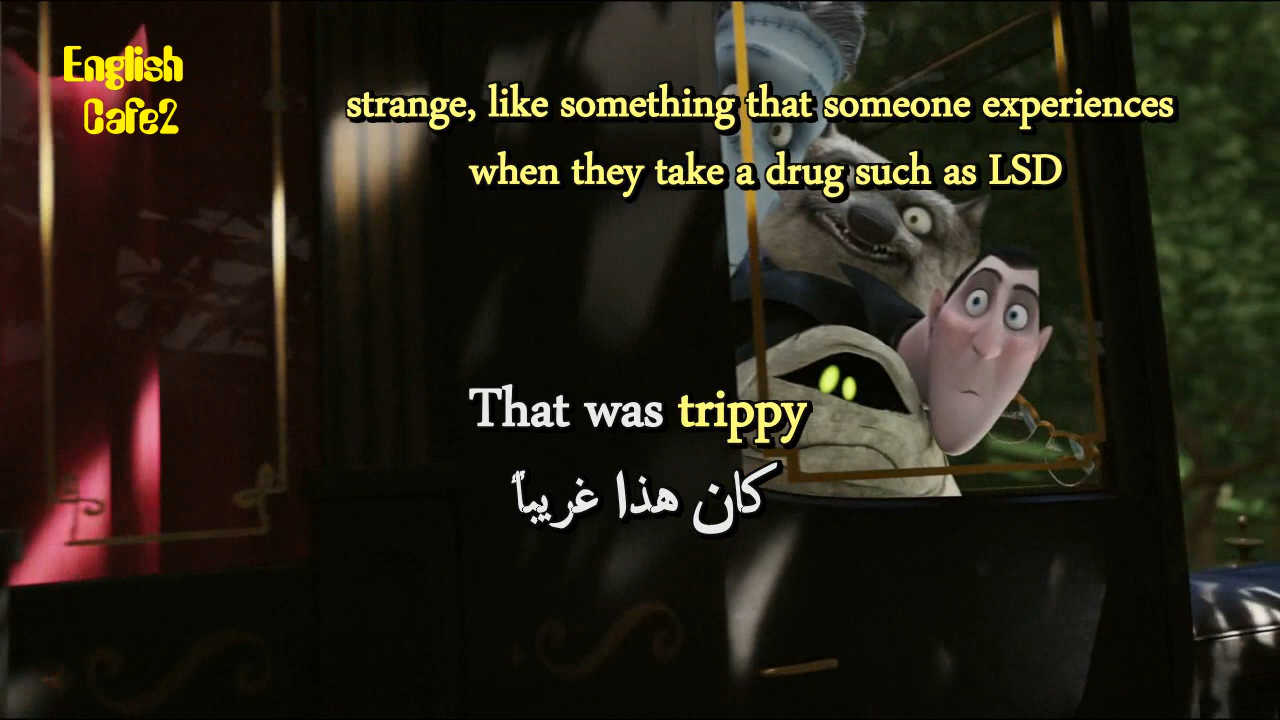 English
Cafe2
strange, like something that someone experiences
when they take a drug such as LSD
That was trippy
كان هذا غريباً